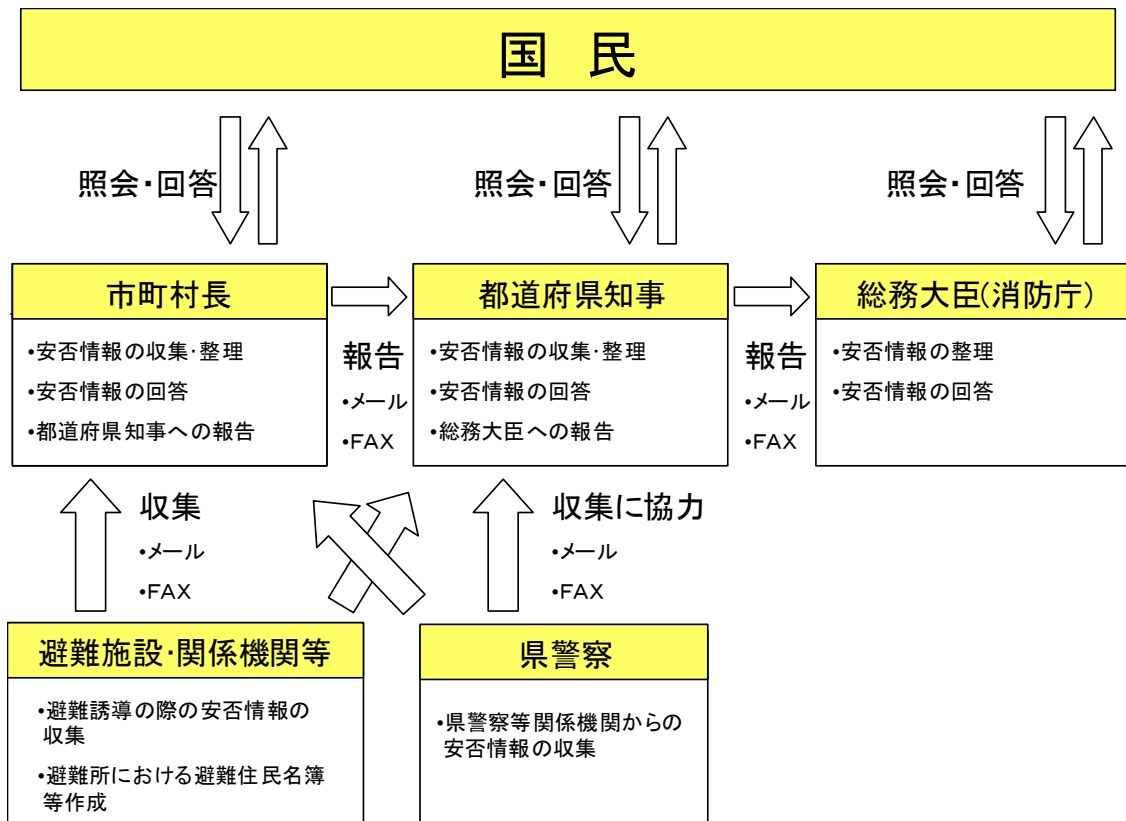 国　民
照会・回答
照会・回答
照会・回答
市町村長
・安否情報の収集・整理
・安否情報の回答
・都道府県知事への報告
報告
・メール
・FAX
都道府県知事
・安否情報の収集・整理
・安否情報の回答
・総務大臣への報告
報告
・メール
・FAX
総務大臣(消防庁)
・安否情報の整理
・安否情報の回答
収集
・メール
・FAX
収集に協力
・メール
・FAX
避難施設・関係機関等
・避難誘導の際の安否情報の
収集
・避難所における避難住民名簿
等作成
県警察
・県警察等関係機関からの
安否情報の収集